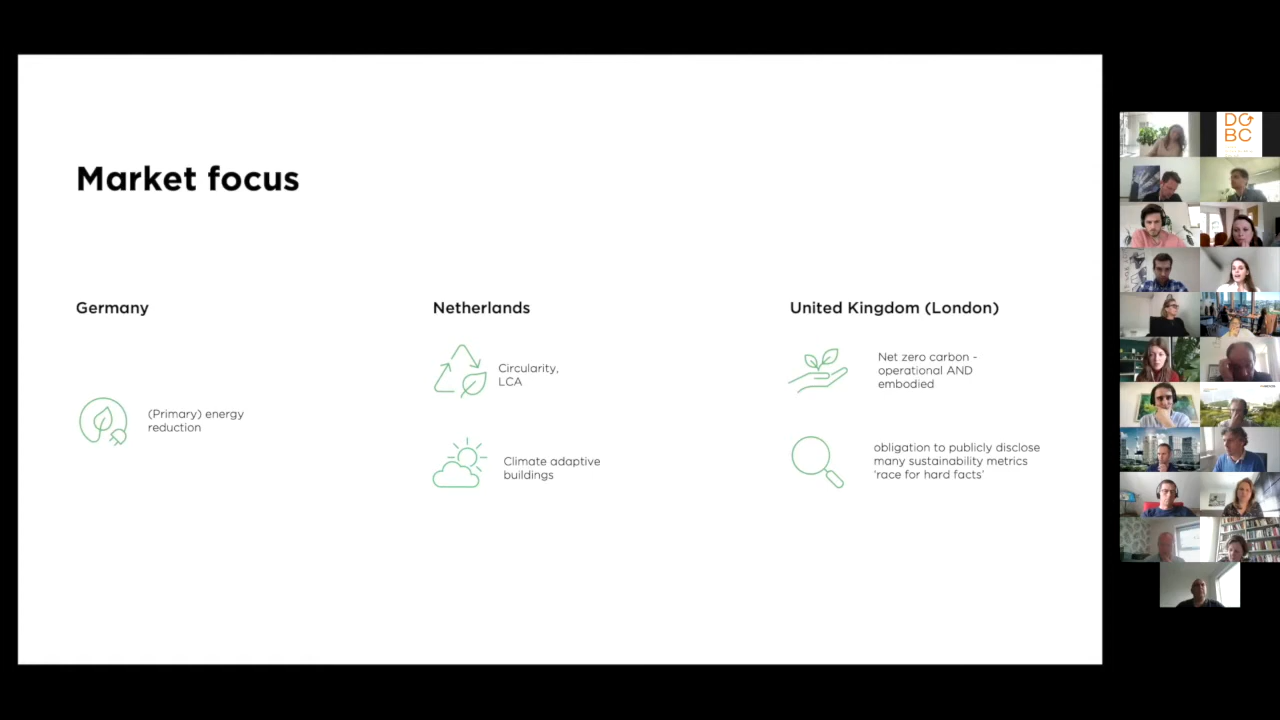 Market focus
Germany
(Primary) energy
reduction
Netherlands
Circularity,
LCA
Climate adaptive
buildings
United Kingdom (London)
Net zero carbon -
operational AND
embodied
obligation to publicly disclose
many sustainability metrics
‘race for hard facts’
DG
BC